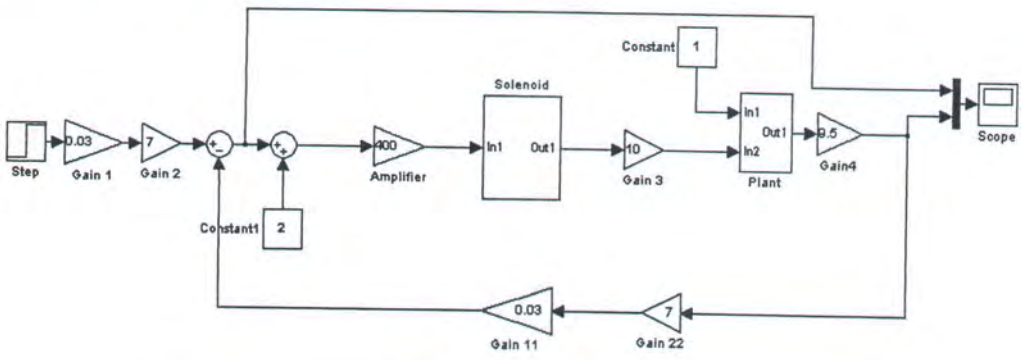 Constant
1
Solenoid
In1
Out1
Scope
Step
0.03
Gain 1
7
Gain 2
400
Amplifier
In1
Out1
10
Gain 3
In2
Plant
9.5
Gain4
Constant1
2
0.03
Gain 11
7
Gain 22